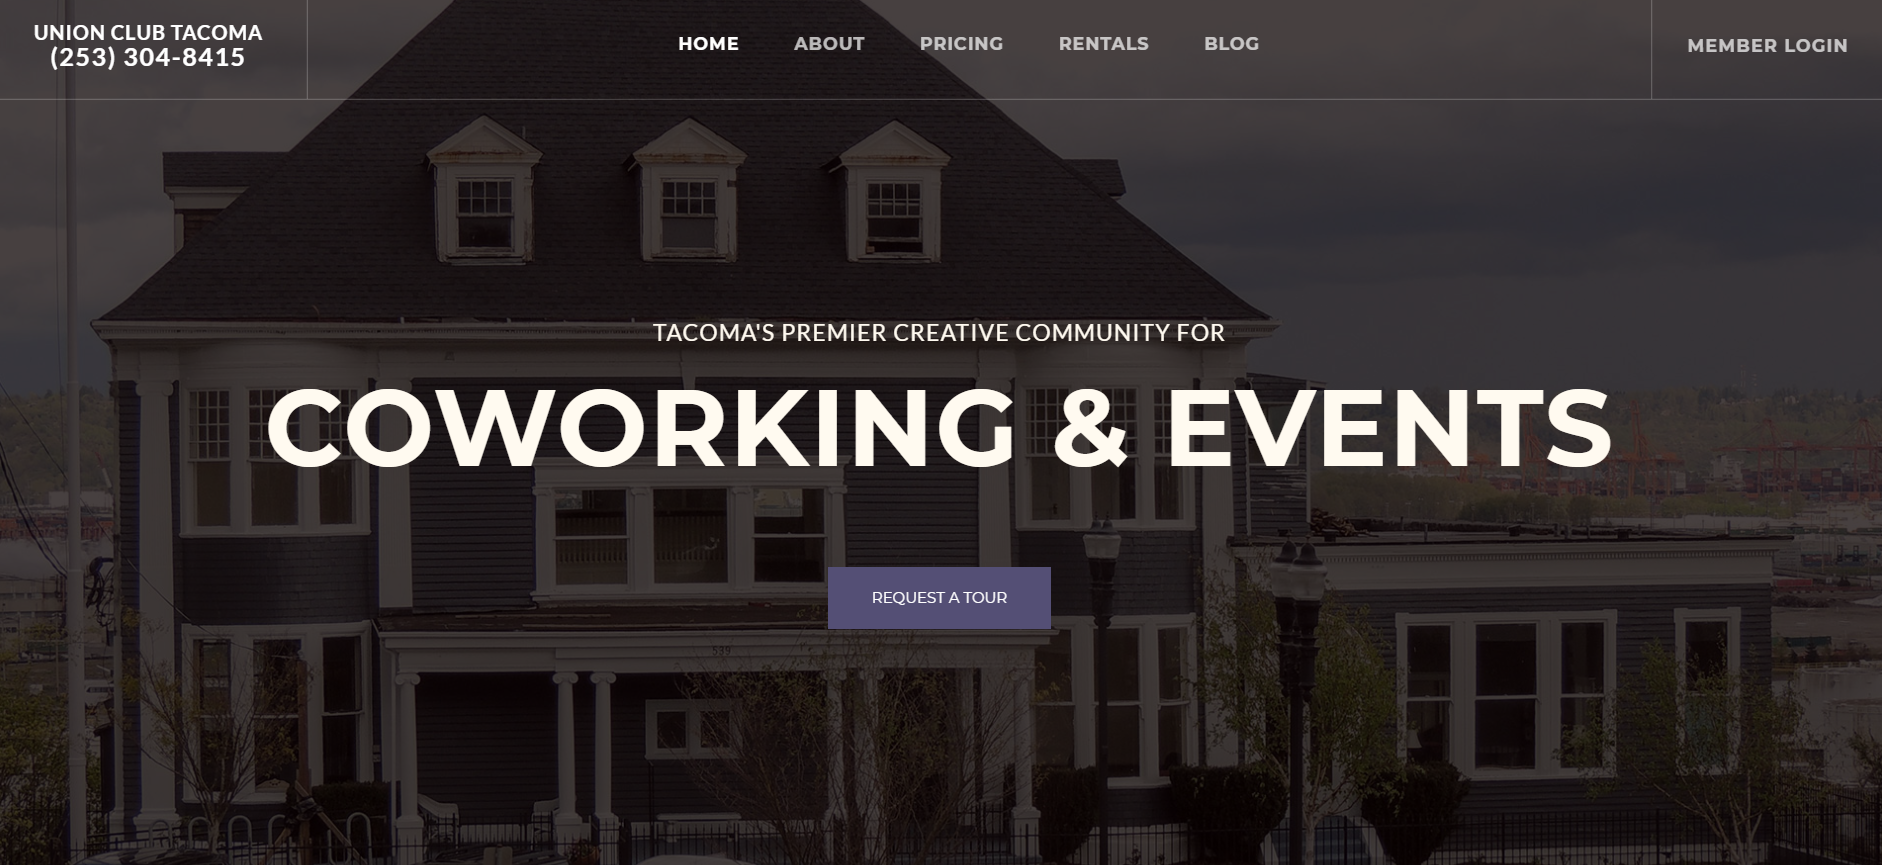 UNION CLUB TACOMA
(253) 304-8415
HOME ABOUT PRICING RENTALS BLOG
MEMBER LOGIN
TACOMA'S PREMIER CREATIVE COMMUNITY FOR
COWORKING & EVENTS
REQUEST A TOUR
539